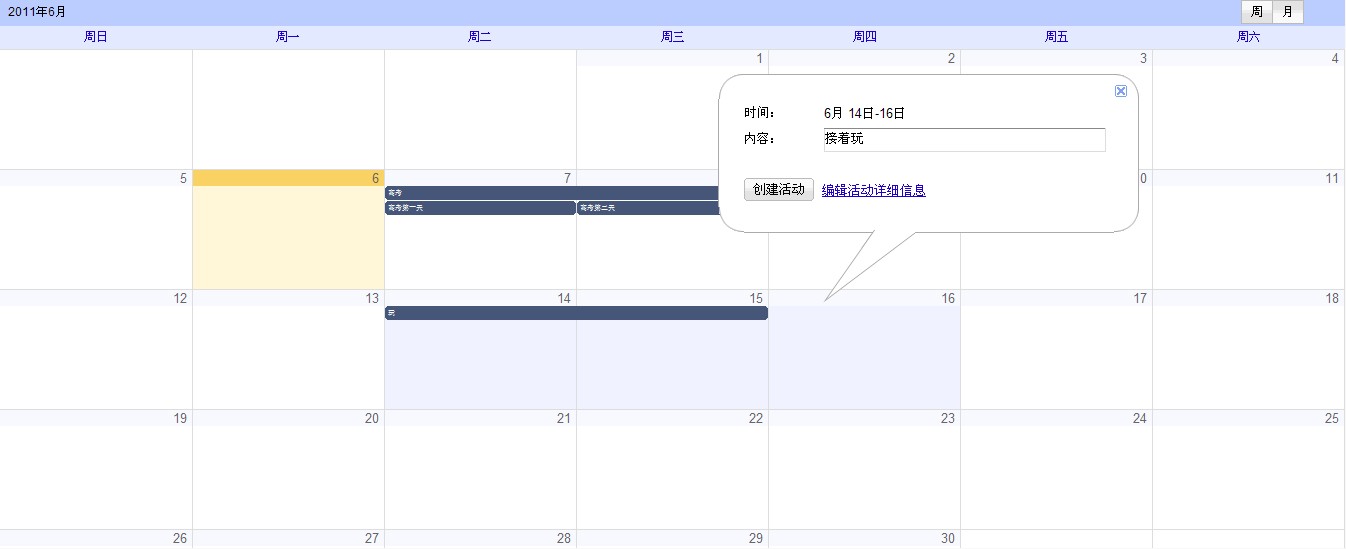 2011年6月
周 月
周日 周一 周二 周三 周四 周五 周六
1 2 3 4
时间: 6月 14日-16日
内容: 接着玩
创建活动 编辑活动详细信息
5 6 7 0 11
高考
高考第一天 高考第二天
12 13 14 15 16 17 18
玩
19 20 21 22 23 24 25
26 27 28 29 30